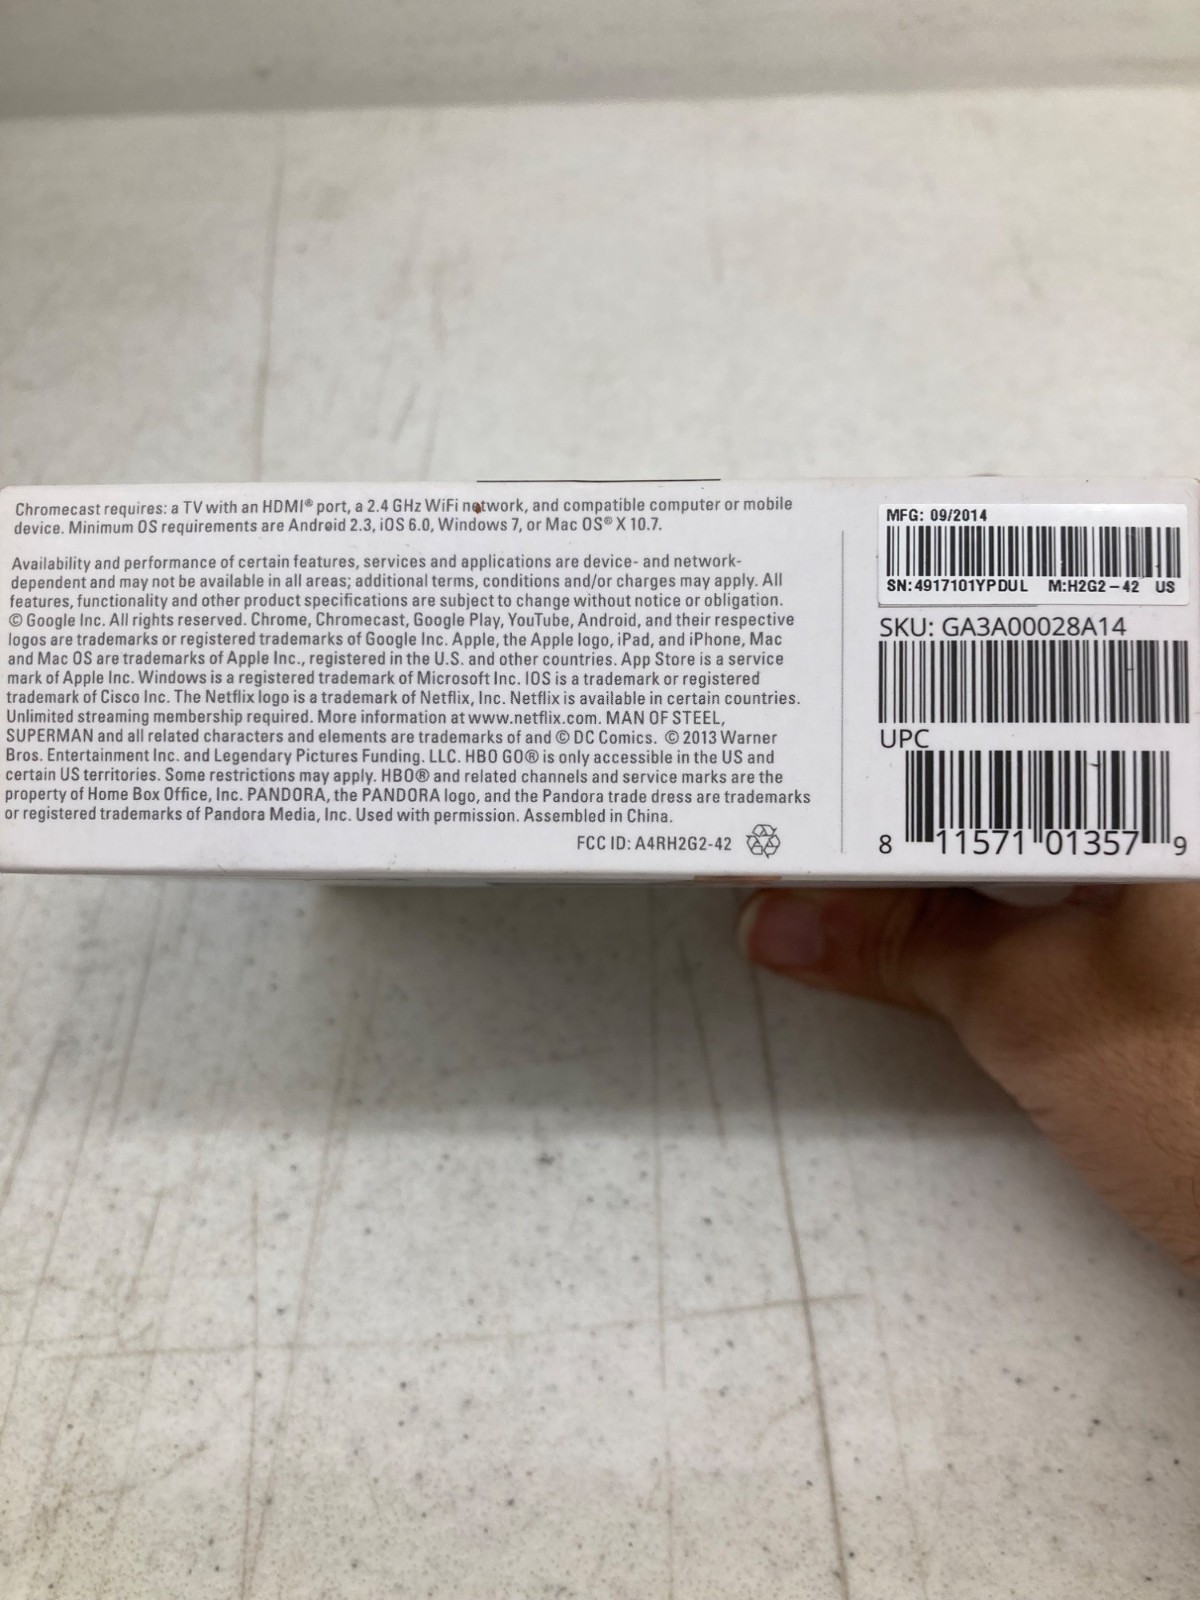 Chromecast requires: a TV with an HDMI® port, a 2.4 GHz WiFi network, and compatible computer or mobile
device. Minimum OS requirements are Android 2.3, iOS 6.0, Windows 7, or Mac OS® X 10.7.
Availability and performance of certain features, services and applications are device- and network-
dependent and may not be available in all areas; additional terms, conditions and/or charges may apply. All
features, functionality and other product specifications are subject to change without notice or obligation.
© Google Inc. All rights reserved. Chrome, Chromecast, Google Play, YouTube, Android, and their respective
logos are trademarks or registered trademarks of Google Inc. Apple, the Apple logo, iPad, and iPhone, Mac
and Mac OS are trademarks of Apple Inc., registered in the U.S. and other countries. App Store is a service
mark of Apple Inc. Windows is a registered trademark of Microsoft Inc. IOS is a trademark or registered
trademark of Cisco Inc. The Netflix logo is a trademark of Netflix, Inc. Netflix is available in certain countries.
Unlimited streaming membership required. More information at www.netflix.com. MAN OF STEEL,
SUPERMAN and all related characters and elements are trademarks of and © DC Comics. © 2013 Warner
Bros. Entertainment Inc. and Legendary Pictures Funding. LLC. HBO GO® is only accessible in the US and
certain US territories. Some restrictions may apply. HBO® and related channels and service marks are the
property of Home Box Office, Inc. PANDORA, the PANDORA logo, and the Pandora trade dress are trademarks
or registered trademarks of Pandora Media, Inc. Used with permission. Assembled in China.
FCC ID: A4RH2G2-42
MFG: 09/2014
SN:4917101YPDUL M:H2G2-42 US
SKU: GA3A00028A14
UPC
8 11571 01357 9